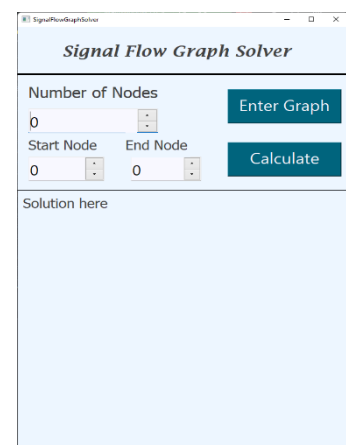 SignalFlowGraphSolver
Signal Flow Graph Solver
Number of Nodes
0
Enter Graph
Start Node End Node
0 0
Calculate
Solution here